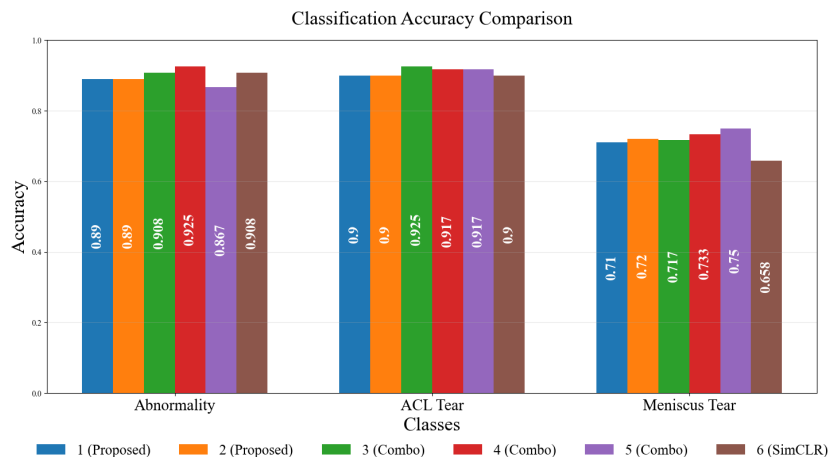 Classification Accuracy Comparison
1.0
0.8
0.6
0.4
0.2
0.0
Accuracy
0.89
0.89
0.908
0.925
0.867
0.908
0.9
0.9
0.925
0.917
0.917
0.9
0.71
0.72
0.717
0.733
0.75
0.658
Abnormality
ACL Tear
Meniscus Tear
Classes
1 (Proposed)
2 (Proposed)
3 (Combo)
4 (Combo)
5 (Combo)
6 (SimCLR)